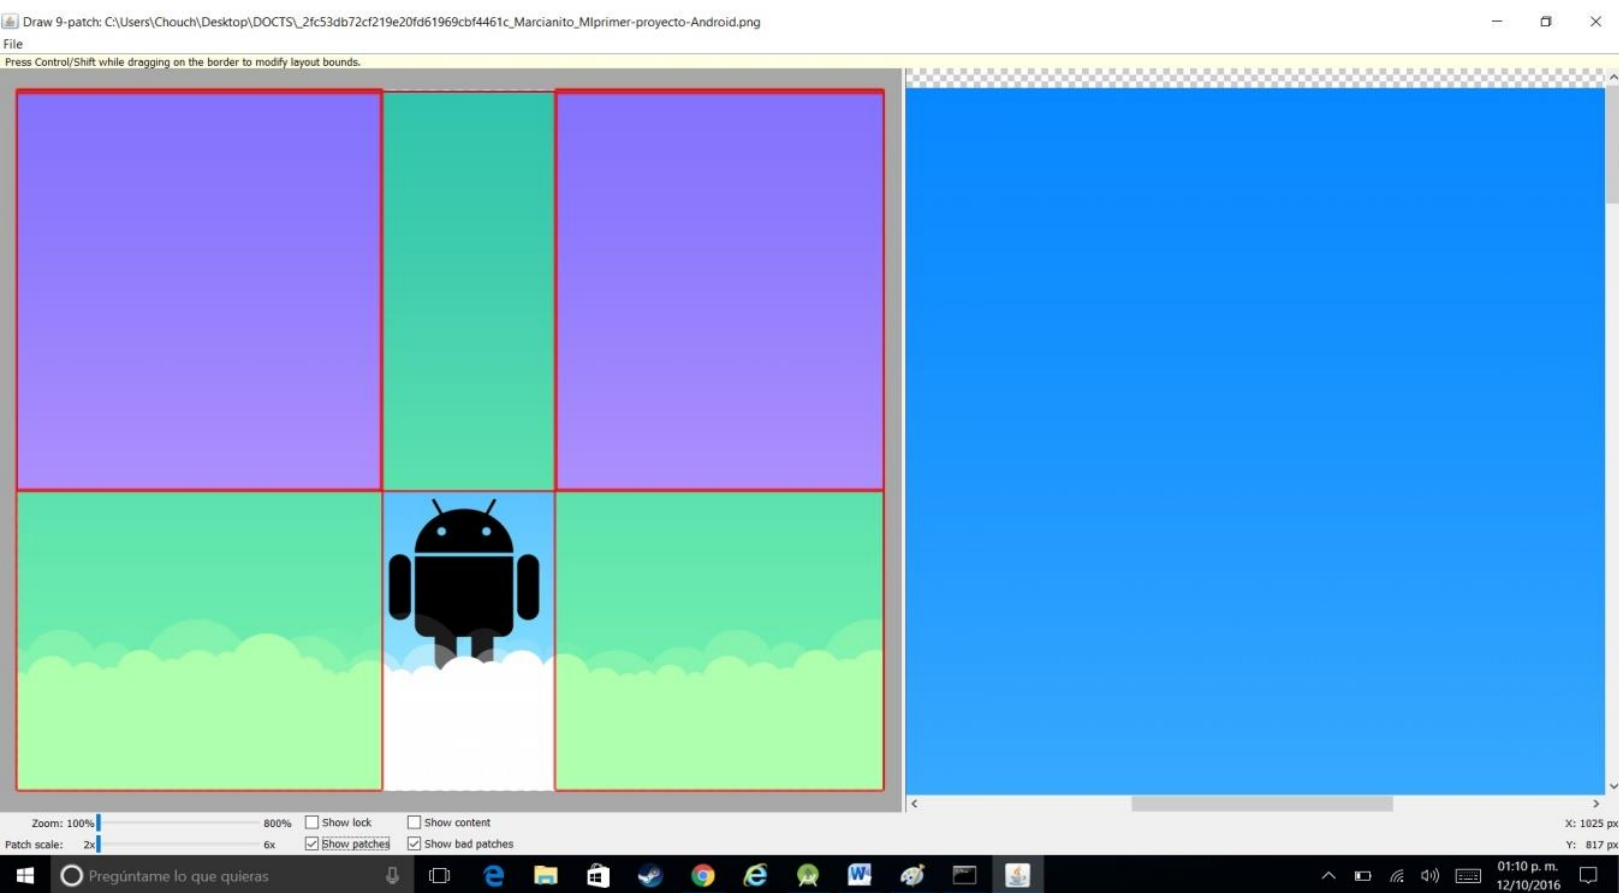 Draw 9-patch: C:\Users\Chouch\Desktop\DOCTS\_2fc53db72cf219e20fd61969cbf4461c_Marcianito_MIprimer-proyecto-Android.png
File
Press Control/Shift while dragging on the border to modify layout bounds.
Zoom: 100% 800% Show lock Show content
X: 1025 px
Patch scale: 2x 6x Show patches Show bad patches
Y: 817 px
Pregúntame lo que quieras
01:10 p. m.
12/10/2016